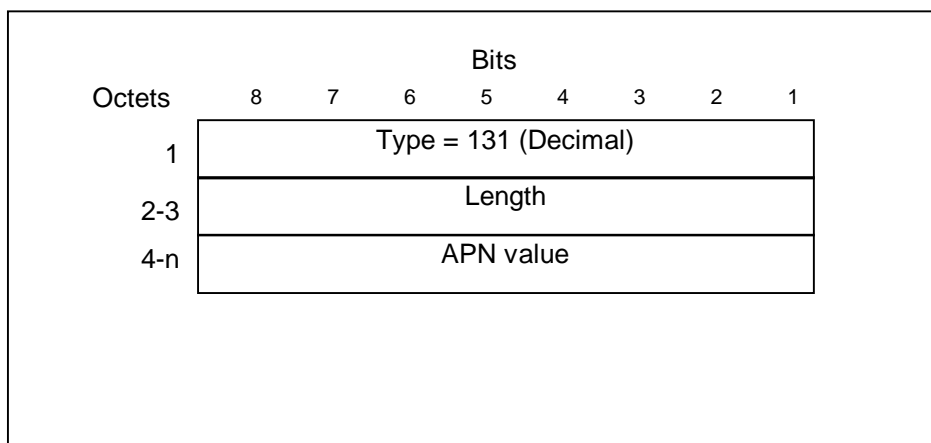 Bits
Octets 8 7 6 5 4 3 2 1
1 Type = 131 (Decimal)
2-3 Length
4-n APN value